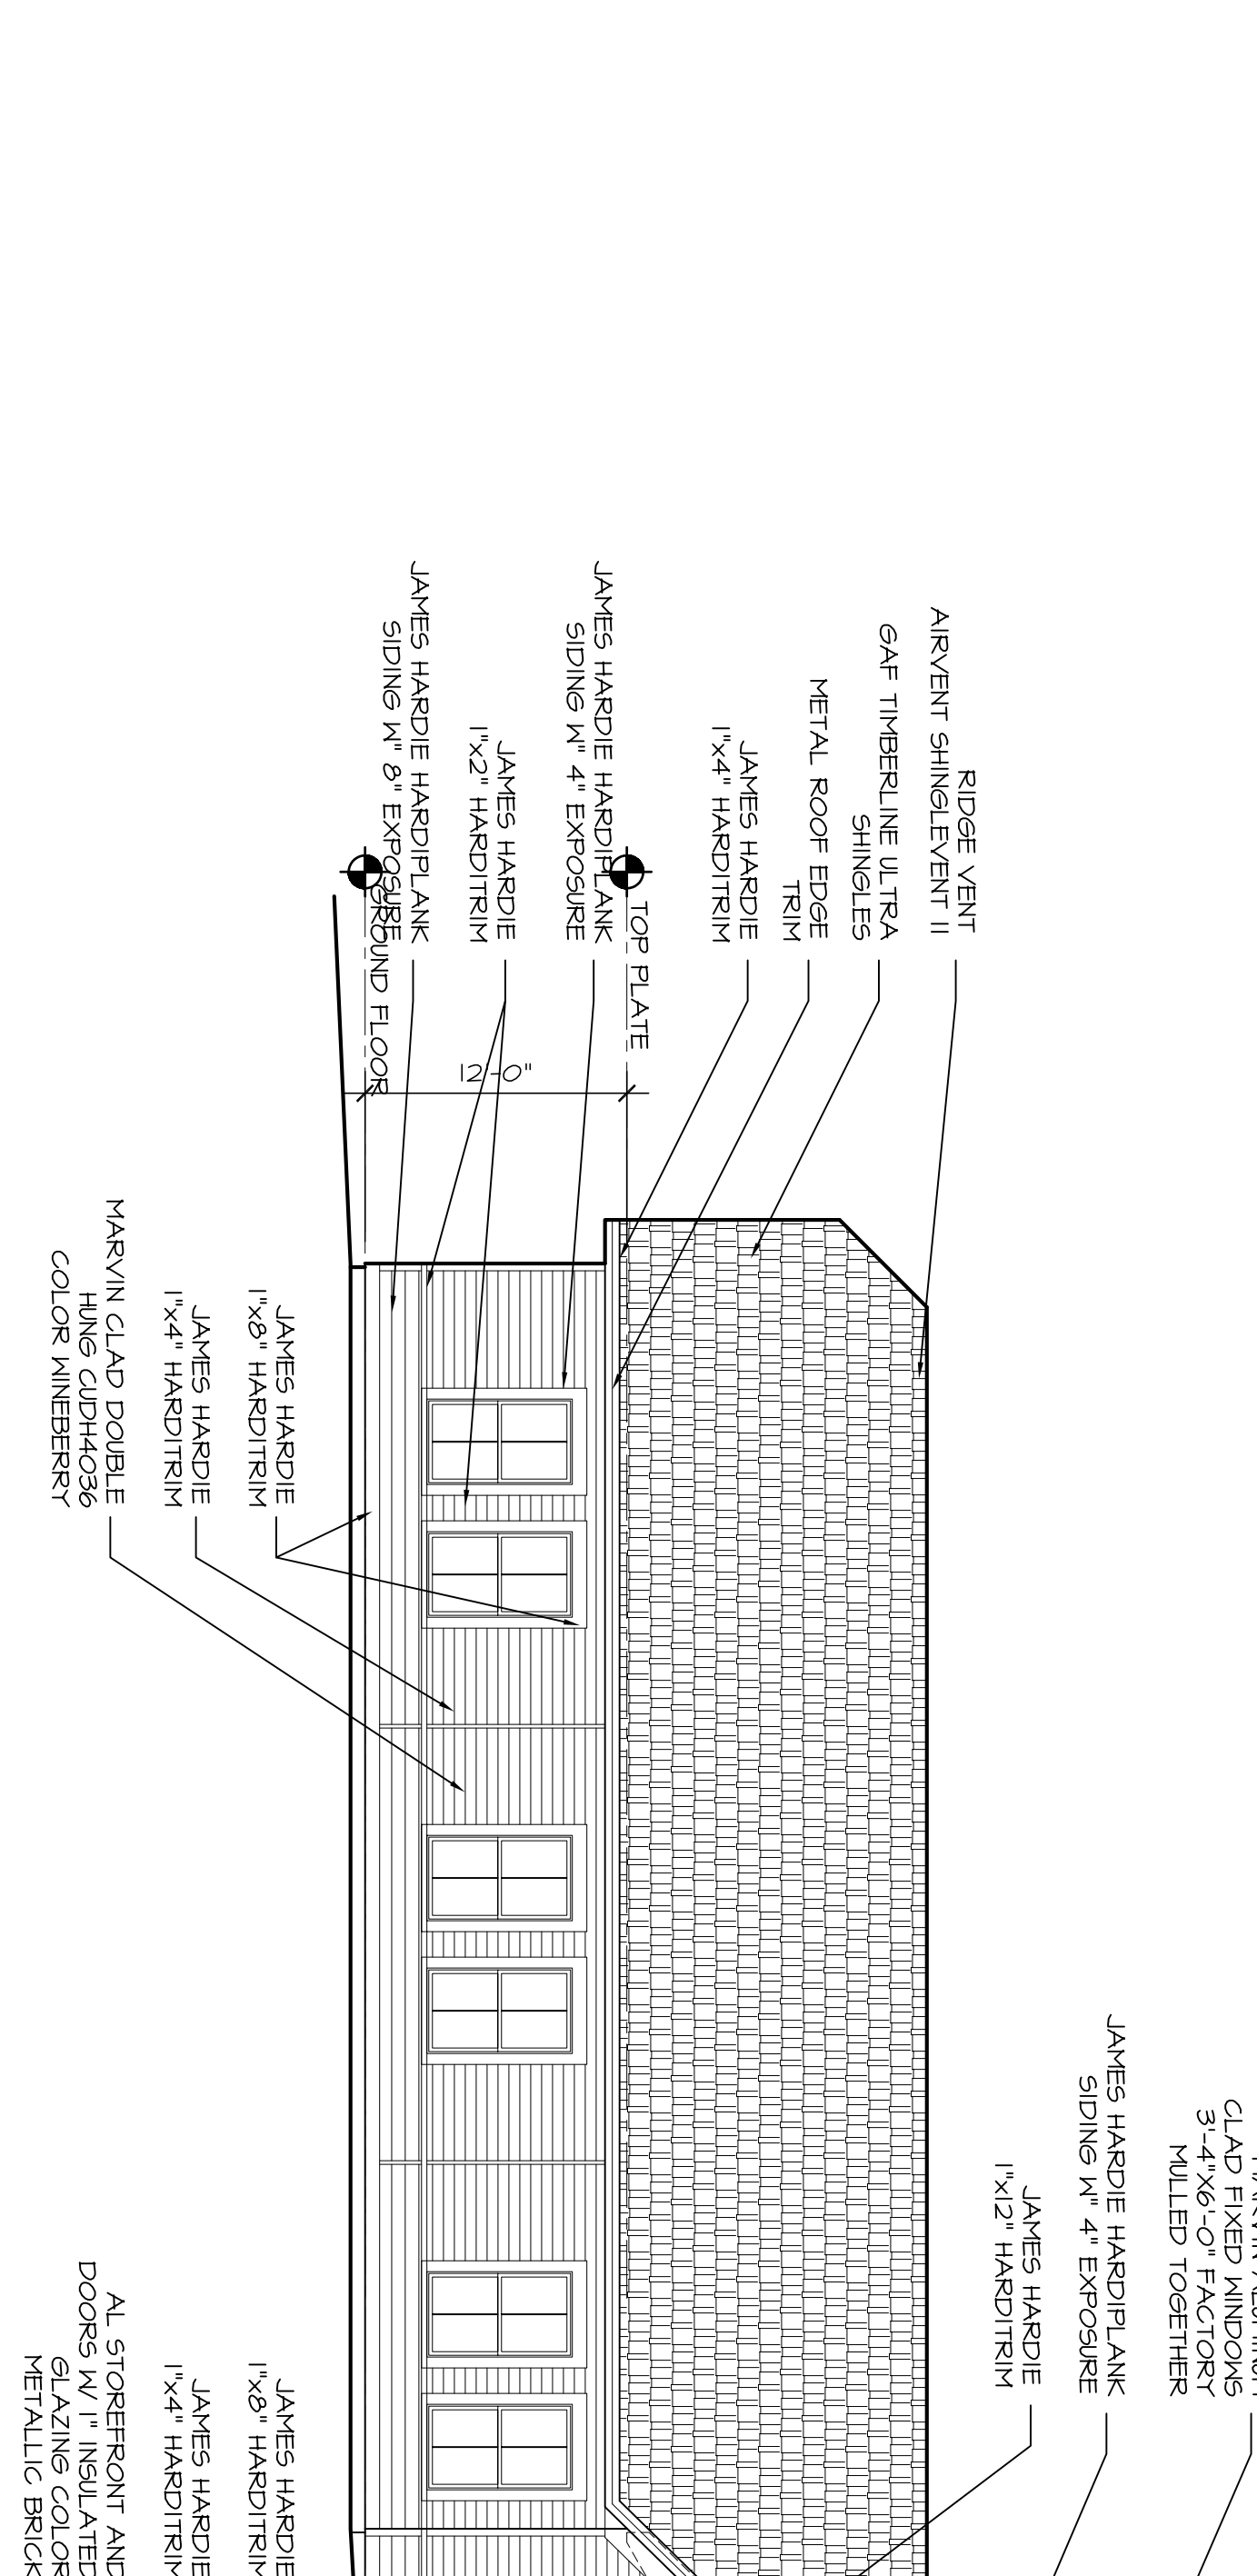 RIDGE VENT
AIRVENT SHINGLEVENT II
GAF TIMBERLINE ULTRA
SHINGLES
METAL ROOF EDGE
TRIM
JAMES HARDIE
1"x4" HARDITRIM
TOP PLATE
JAMES HARDIE HARDIPLANK
SIDING W" 4" EXPOSURE
JAMES HARDIE
1"x2" HARDITRIM
JAMES HARDIE HARDIPLANK
SIDING W" 8" EXPOSURE
GROUND FLOOR
12'-0"
JAMES HARDIE
1"x8" HARDITRIM
JAMES HARDIE
1"x4" HARDITRIM
MARVIN CLAD DOUBLE
HUNG CUDH4036
COLOR WINEBERRY
CLAD FIXED WINDOWS
3'-4"X6'-0" FACTORY
MULLED TOGETHER
JAMES HARDIE HARDIPLANK
SIDING W" 4" EXPOSURE
JAMES HARDIE
1"x12" HARDITRIM
JAMES HARDIE
1"x8" HARDITRIM
JAMES HARDIE
1"x4" HARDITRIM
AL STOREFRONT AND
DOORS W/ 1" INSULATED
GLAZING COLOR
METALLIC BRICK